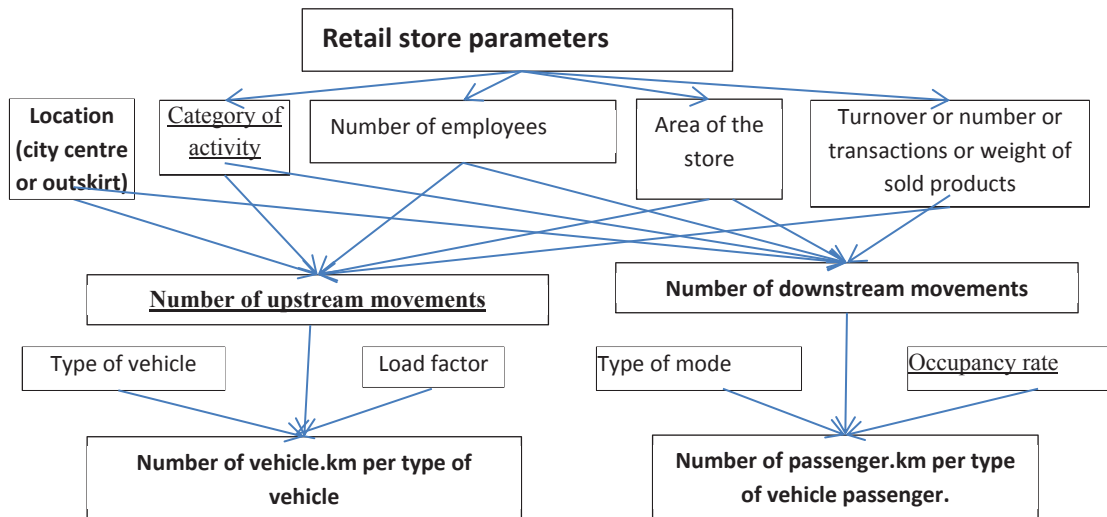 Retail store parameters
Location
(city centre
or outskirt)
Category of
activity
Number of employees
Area of the
store
Turnover or number or
transactions or weight of
sold products
Number of upstream movements
Number of downstream movements
Type of vehicle
Load factor
Type of mode
Occupancy rate
Number of vehicle.km per type of
vehicle
Number of passenger.km per type
of vehicle passenger.